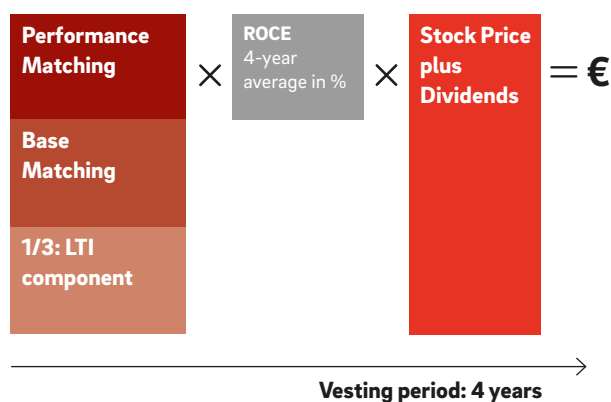 Performance
Matching
×
ROCE
4-year
average in %
×
Stock Price
plus
Dividends
= €
Base
Matching
1/3: LTI
component
Vesting period: 4 years